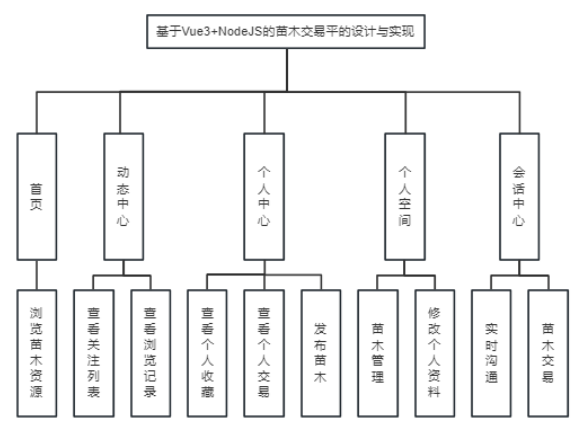 基于Vue3+NodeJS的苗木交易平的设计与实现
首页
动态中心
个人中心
个人空间
会话中心
浏览苗木资源
查看关注列表
查看浏览记录
查看个人收藏
查看个人交易
发布苗木
苗木管理
修改个人资料
实时沟通
苗木交易